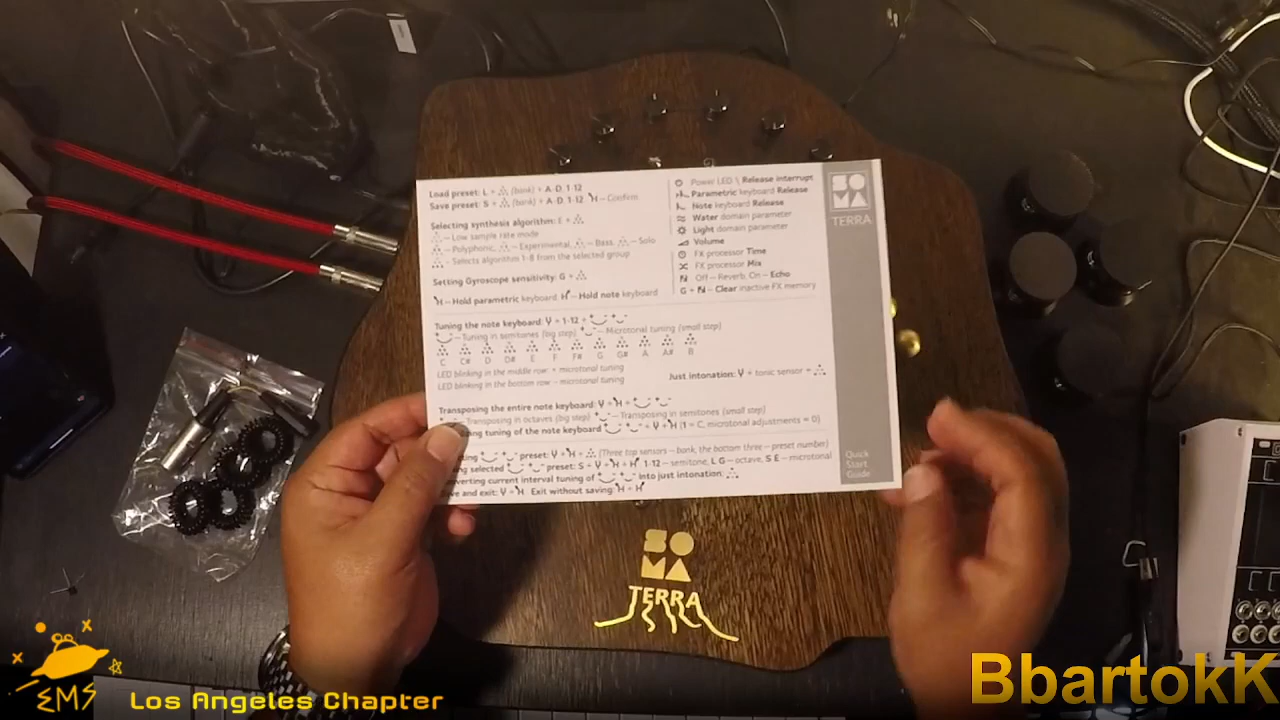 Load preset: L + (bank) + A-D, 1-12
Save preset: S + (bank) + A-D, 1-12 – Confirm
Selecting synthesis algorithm: E +
– Low sample rate mode
– Polyphonic, – Experimental, – Bass, – Solo
– Selects algorithm 1-8 from the selected group
Setting Gyroscope sensitivity: G +
H – Hold parametric keyboard H – Hold note keyboard
Power LED \ Release interrupt
Parametric keyboard Release
Note keyboard Release
Water domain parameter
Light domain parameter
Volume
FX processor Time
FX processor Mix
Off – Reverb, On – Echo
G + – Clear inactive FX memory
Tuning the note keyboard: Y + 1-12 +
– Tuning in semitones (big step) – Microtonal tuning (small step)
C C# D D# E F F# G G# A A# B
LED blinking in the middle row: + microtonal tuning
LED blinking in the bottom row: – microtonal tuning
Just intonation: Y + tonic sensor +
Transposing the entire note keyboard: Y + H +
– Transposing in octaves (big step) – Transposing in semitones (small step)
tuning of the note keyboard + Y + H (1 = C, microtonal adjustments = 0)
preset: Y + H + (Three top sensors – bank, the bottom three – preset number)
selected preset: S + Y + H + H 1-12 – semitone, L G – octave, S E – microtonal
current interval tuning of into just intonation:
and exit: Y + H. Exit without saving: H + H
SO
MA
TERRA
Quick
Start
Guide
SO
MA
TERRA
EMS
Los Angeles Chapter
BbartokK